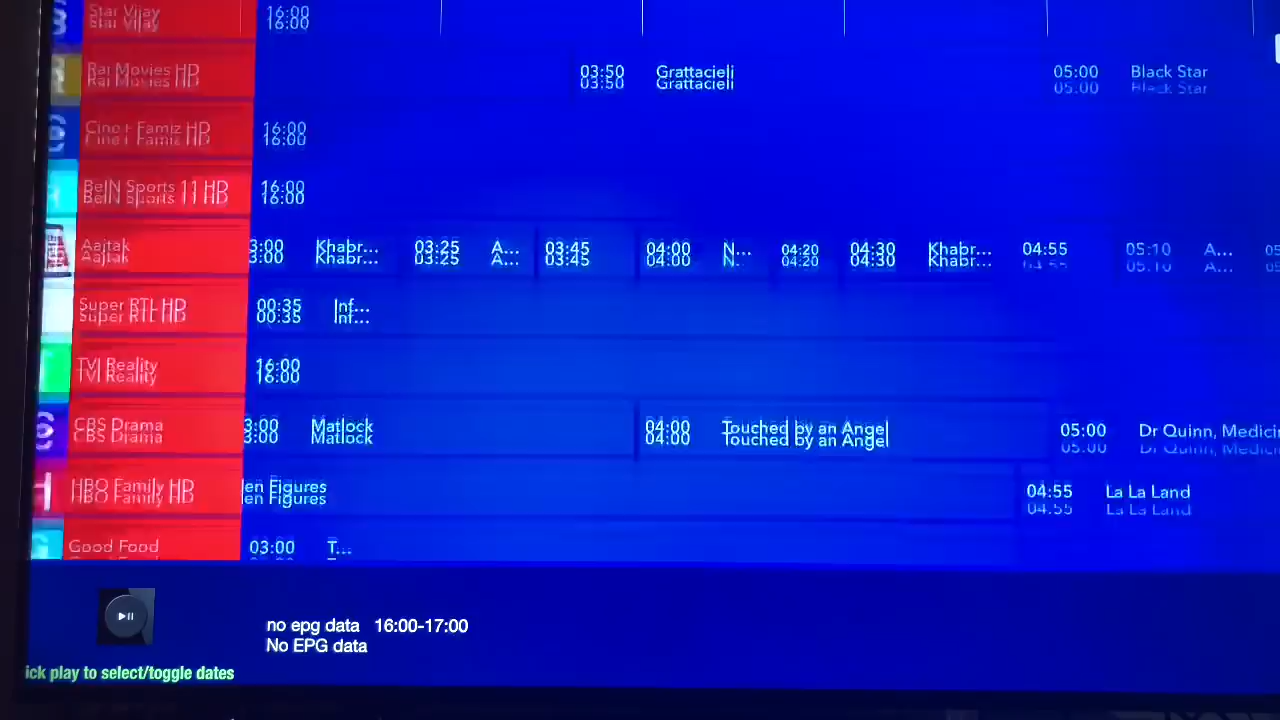 Star Vijay 16:00
Rai Movies HD 03:50 Grattacieli 05:00 Black Star
Cine+ Famiz HD 16:00
BeIN Sports 11 HD 16:00
Aajtak 3:00 Khabr... 03:25 A... 03:45 04:00 N... 04:20 04:30 Khabr... 04:55 05:10 A... 05
Super RTL HD 00:35 Inf...
TVI Reality 16:00
CBS Drama 3:00 Matlock 04:00 Touched by an Angel 05:00 Dr Quinn, Medicin
HBO Family HD en Figures 04:55 La La Land
Good Food 03:00 T...
no epg data 16:00-17:00
No EPG data
ick play to select/toggle dates